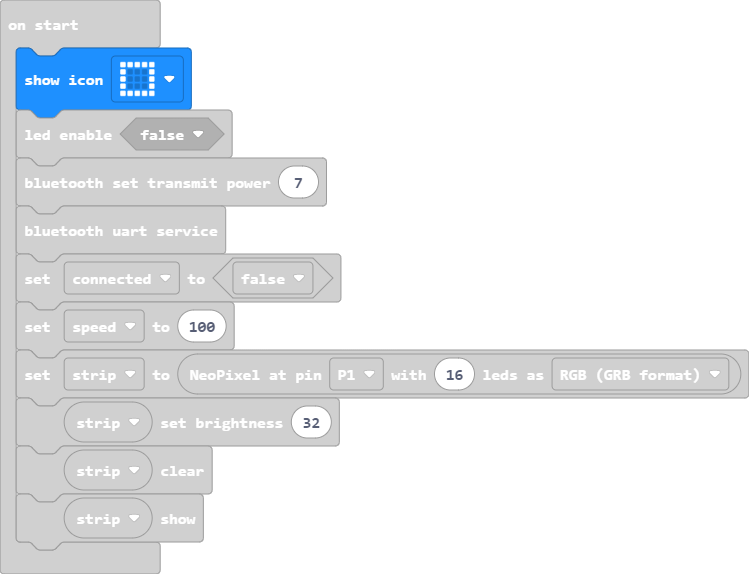 on start
show icon
led enable false
bluetooth set transmit power 7
bluetooth uart service
set connected to false
set speed to 100
set strip to NeoPixel at pin P1 with 16 leds as RGB (GRB format)
strip set brightness 32
strip clear
strip show